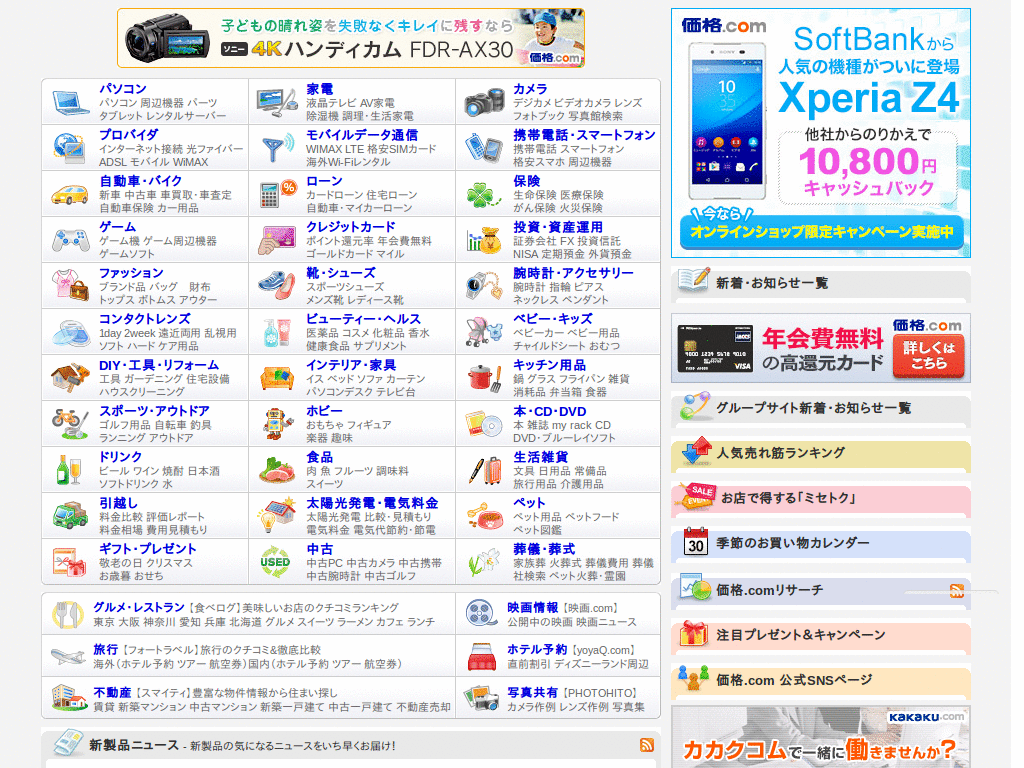 子どもの晴れ姿を失敗なくキレイに残すなら
ソニー 4K ハンディカム FDR-AX30
価格.com
パソコン
パソコン 周辺機器 パーツ
タブレット レンタルサーバー
家電
液晶テレビ AV家電
除湿機 調理・生活家電
カメラ
デジカメ ビデオカメラ レンズ
フォトブック 写真館検索
プロバイダ
インターネット接続 光ファイバー
ADSL モバイル WiMAX
モバイルデータ通信
WIMAX LTE 格安SIMカード
海外Wi-Fiレンタル
携帯電話・スマートフォン
携帯電話 スマートフォン
格安スマホ 周辺機器
自動車・バイク
新車 中古車 車買取・車査定
自動車保険 カー用品
ローン
カードローン 住宅ローン
自動車・マイカーローン
保険
生命保険 医療保険
がん保険 火災保険
ゲーム
ゲーム機 ゲーム周辺機器
ゲームソフト
クレジットカード
ポイント還元率 年会費無料
ゴールドカード マイル
投資・資産運用
証券会社 FX 投資信託
NISA 定期預金 外貨預金
ファッション
ブランド品 バッグ 財布
トップス ボトムス アウター
靴・シューズ
スポーツシューズ
メンズ靴 レディース靴
腕時計・アクセサリー
腕時計 指輪 ピアス
ネックレス ペンダント
コンタクトレンズ
1day 2week 遠近両用 乱視用
ソフト ハード ケア用品
ビューティー・ヘルス
医薬品 コスメ 化粧品 香水
健康食品 サプリメント
ベビー・キッズ
ベビーカー ベビー用品
チャイルドシート おむつ
DIY・工具・リフォーム
工具 ガーデニング 住宅設備
ハウスクリーニング
インテリア・家具
イス ベッド ソファ カーテン
パソコンデスク テレビ台
キッチン用品
鍋 グラス フライパン 雑貨
消耗品 弁当箱 食器
スポーツ・アウトドア
ゴルフ用品 自転車 釣具
ランニング アウトドア
ホビー
おもちゃ フィギュア
楽器 趣味
本・CD・DVD
本 雑誌 my rack CD
DVD・ブルーレイソフト
ドリンク
ビール ワイン 焼酎 日本酒
ソフトドリンク 水
食品
肉 魚 フルーツ 調味料
スイーツ
生活雑貨
文具 日用品 常備品
旅行用品 介護用品
引越し
料金比較 評価レポート
料金相場 費用見積もり
太陽光発電・電気料金
太陽光発電 比較・見積もり
電気料金 電気代節約・節電
ペット
ペット用品 ペットフード
ペット図鑑
ギフト・プレゼント
敬老の日 クリスマス
お歳暮 おせち
USED
中古
中古PC 中古カメラ 中古携帯
中古腕時計 中古ゴルフ
葬儀・葬式
家族葬 火葬式 葬儀費用 葬儀
社検索 ペット火葬・霊園
グルメ・レストラン【食べログ】美味しいお店のクチコミランキング
東京 大阪 神奈川 愛知 兵庫 北海道 グルメ スイーツ ラーメン カフェ ランチ
映画情報【映画.com】
公開中の映画 映画ニュース
旅行【フォートラベル】旅行のクチコミ&徹底比較
海外(ホテル予約 ツアー 航空券)国内(ホテル予約 ツアー 航空券)
ホテル予約【yoyaQ.com】
直前割引 ディズニーランド周辺
不動産【スマイティ】豊富な物件情報から住まい探し
賃貸 新築マンション 中古マンション 新築一戸建て 中古一戸建て 不動産売却
写真共有【PHOTOHITO】
カメラ作例 レンズ作例 写真集
新製品ニュース - 新製品の気になるニュースをいち早くお届け!
価格.com
SoftBankから
人気の機種がついに登場
Xperia Z4
他社からのりかえで
10,800円
キャッシュバック
今なら
オンラインショップ限定キャンペーン実施中
新着・お知らせ一覧
価格.com
年会費無料
の高還元カード
詳しくは
こちら
VISA
グループサイト新着・お知らせ一覧
人気売れ筋ランキング
SALE
EVENT
お店で得する「ミセトク」
30
季節のお買い物カレンダー
価格.comリサーチ
注目プレゼント&キャンペーン
価格.com 公式SNSページ
kakaku.com
カカクコムで一緒に働きませんか?